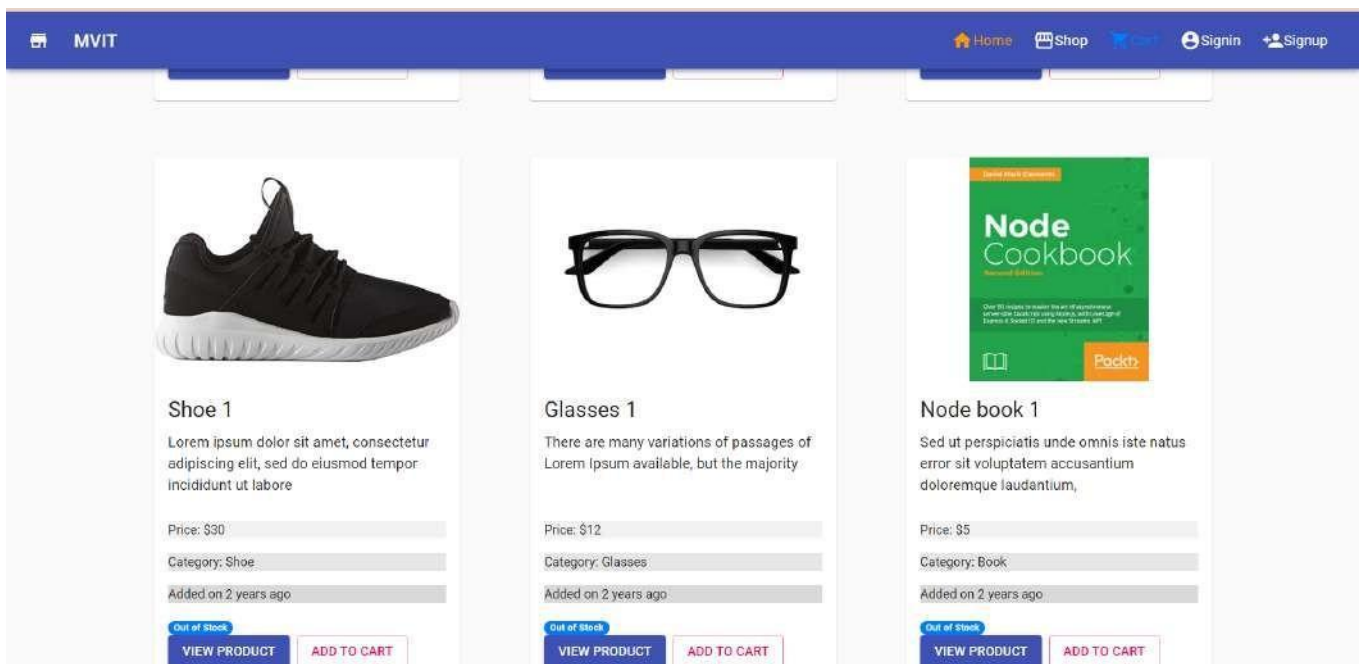 MVIT
Home Shop Cart Signin Signup
Node
Cookbook
Second Edition
Packt>
Shoe 1
Lorem ipsum dolor sit amet, consectetur
adipiscing elit, sed do eiusmod tempor
incididunt ut labore
Price: $30
Category: Shoe
Added on 2 years ago
Out of Stock
VIEW PRODUCT ADD TO CART
Glasses 1
There are many variations of passages of
Lorem Ipsum available, but the majority
Price: $12
Category: Glasses
Added on 2 years ago
Out of Stock
VIEW PRODUCT ADD TO CART
Node book 1
Sed ut perspiciatis unde omnis iste natus
error sit voluptatem accusantium
doloremque laudantium,
Price: $5
Category: Book
Added on 2 years ago
Out of Stock
VIEW PRODUCT ADD TO CART